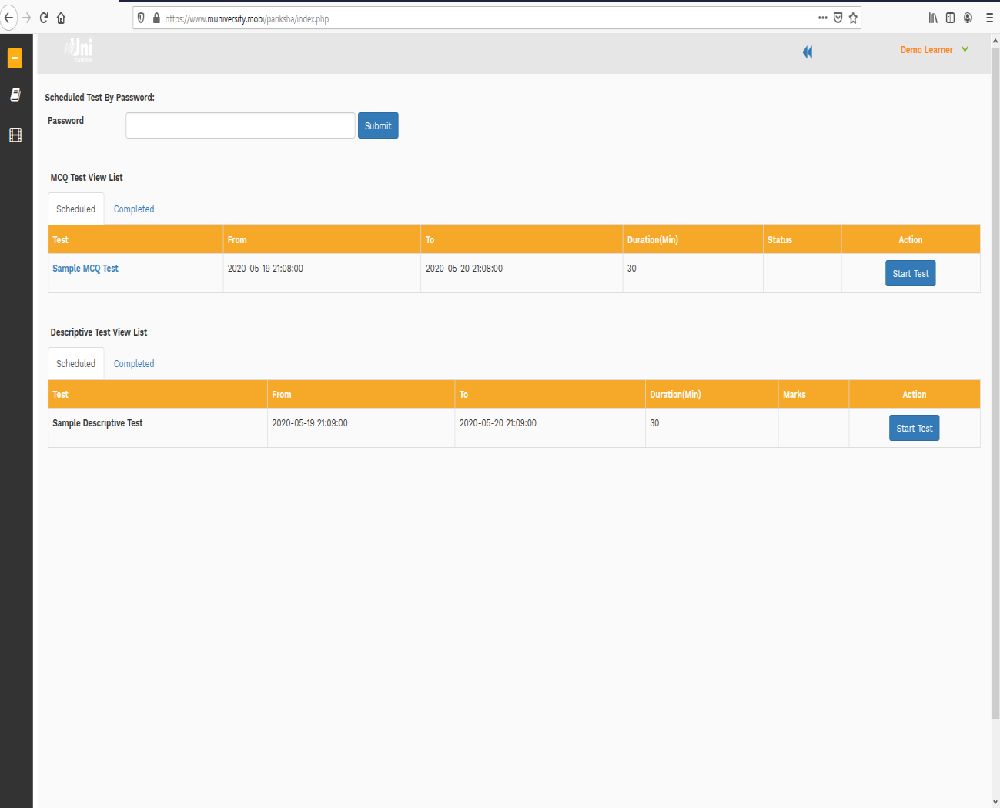 https://www.muniversity.mobi/pariksha/index.php
Uni
CAMPUS
Demo Learner
Scheduled Test By Password:
Password
Submit
MCQ Test View List
Scheduled Completed
Test From To Duration(Min) Status Action
Sample MCQ Test 2020-05-19 21:08:00 2020-05-20 21:08:00 30 Start Test
Descriptive Test View List
Scheduled Completed
Test From To Duration(Min) Marks Action
Sample Descriptive Test 2020-05-19 21:09:00 2020-05-20 21:09:00 30 Start Test